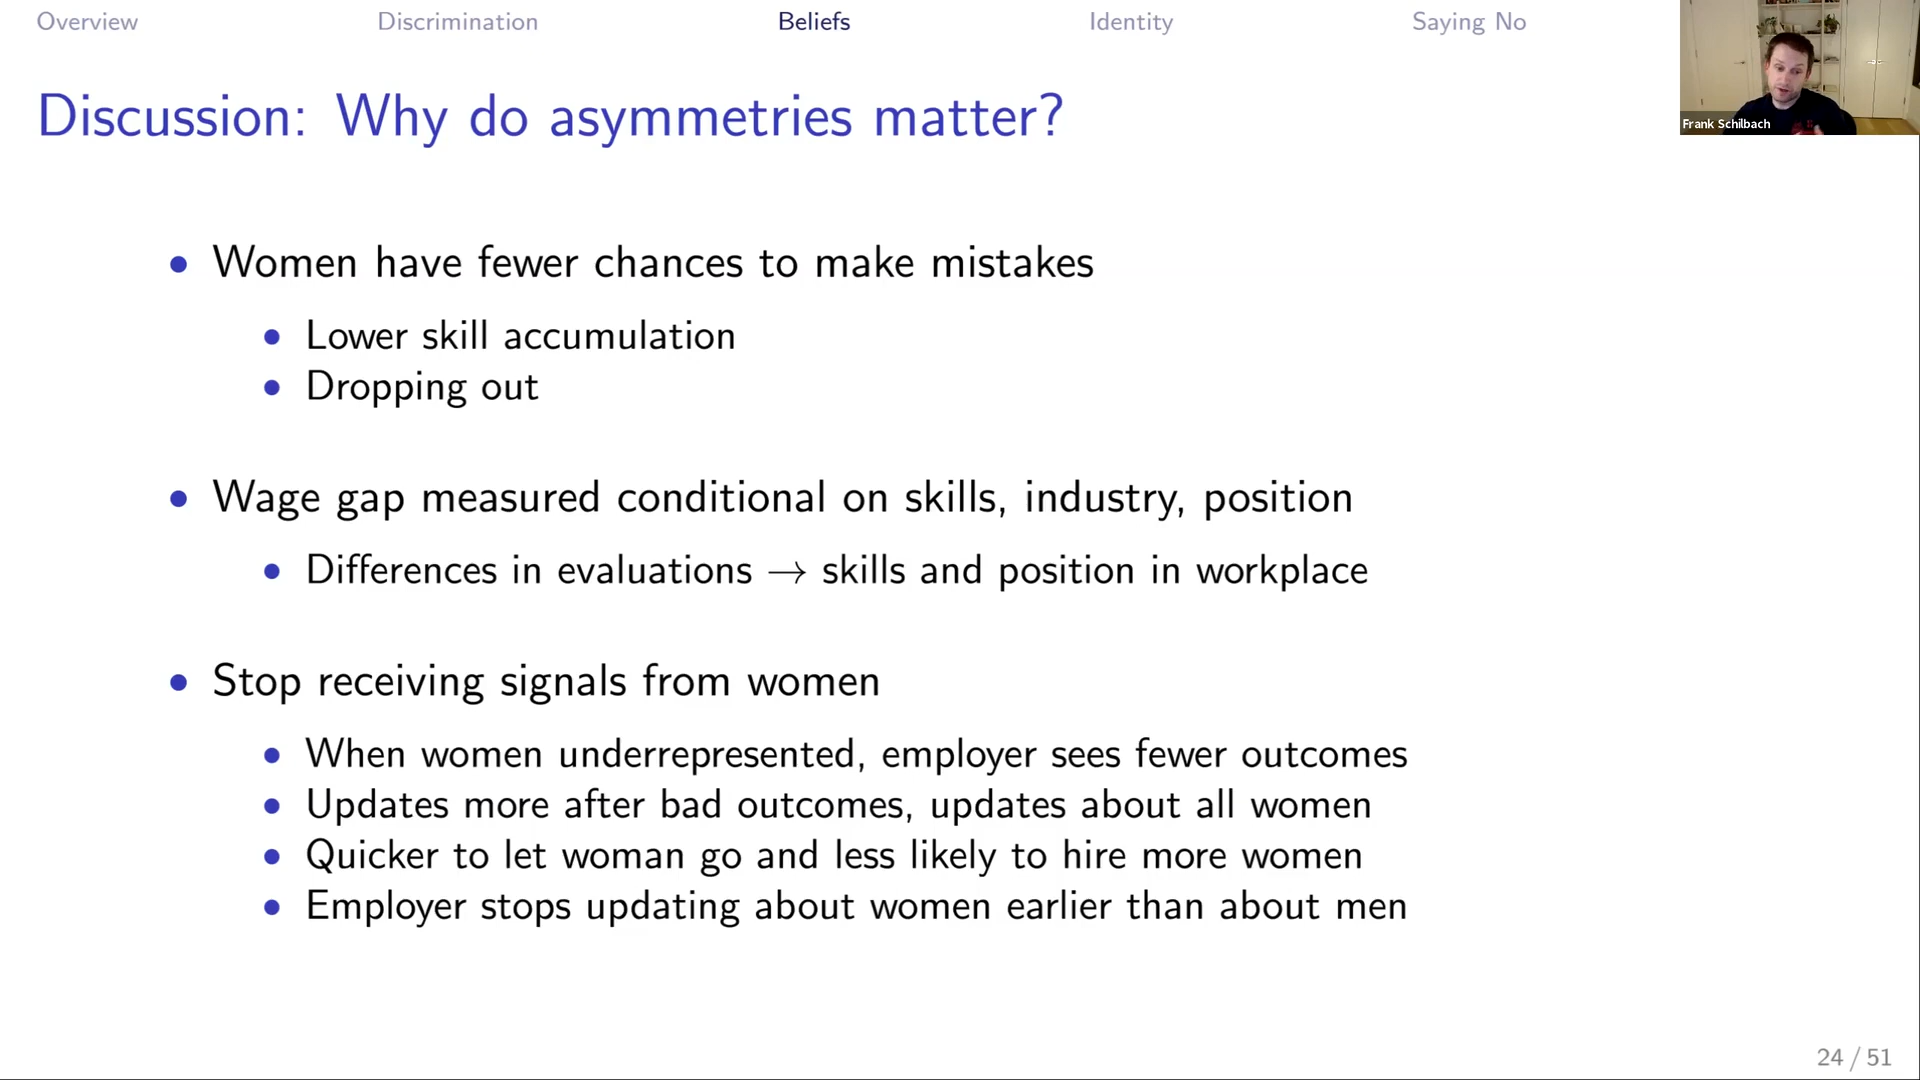 Overview Discrimination Beliefs Identity Saying No
Frank Schilbach
Discussion: Why do asymmetries matter?
• Women have fewer chances to make mistakes
• Lower skill accumulation
• Dropping out
• Wage gap measured conditional on skills, industry, position
• Differences in evaluations → skills and position in workplace
• Stop receiving signals from women
• When women underrepresented, employer sees fewer outcomes
• Updates more after bad outcomes, updates about all women
• Quicker to let woman go and less likely to hire more women
• Employer stops updating about women earlier than about men
24 / 51